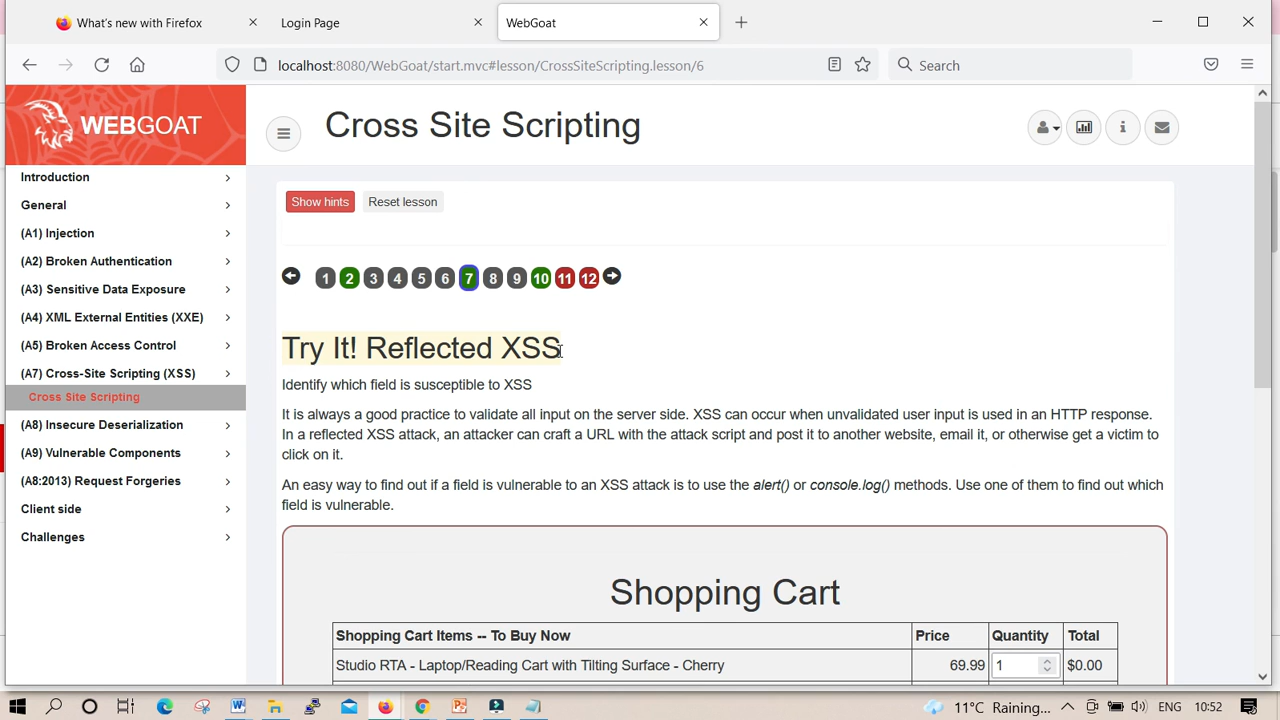 What's new with Firefox
Login Page
WebGoat
localhost:8080/WebGoat/start.mvc#lesson/CrossSiteScripting.lesson/6
Search
WEBGOAT
Cross Site Scripting
Introduction
General
(A1) Injection
(A2) Broken Authentication
(A3) Sensitive Data Exposure
(A4) XML External Entities (XXE)
(A5) Broken Access Control
(A7) Cross-Site Scripting (XSS)
Cross Site Scripting
(A8) Insecure Deserialization
(A9) Vulnerable Components
(A8:2013) Request Forgeries
Client side
Challenges
Show hints Reset lesson
1 2 3 4 5 6 7 8 9 10 11 12
Try It! Reflected XSS
Identify which field is susceptible to XSS
It is always a good practice to validate all input on the server side. XSS can occur when unvalidated user input is used in an HTTP response.
In a reflected XSS attack, an attacker can craft a URL with the attack script and post it to another website, email it, or otherwise get a victim to
click on it.
An easy way to find out if a field is vulnerable to an XSS attack is to use the alert() or console.log() methods. Use one of them to find out which
field is vulnerable.
Shopping Cart
Shopping Cart Items -- To Buy Now Price Quantity Total
Studio RTA - Laptop/Reading Cart with Tilting Surface - Cherry 69.99 1 $0.00
11°C Raining... ENG 10:52